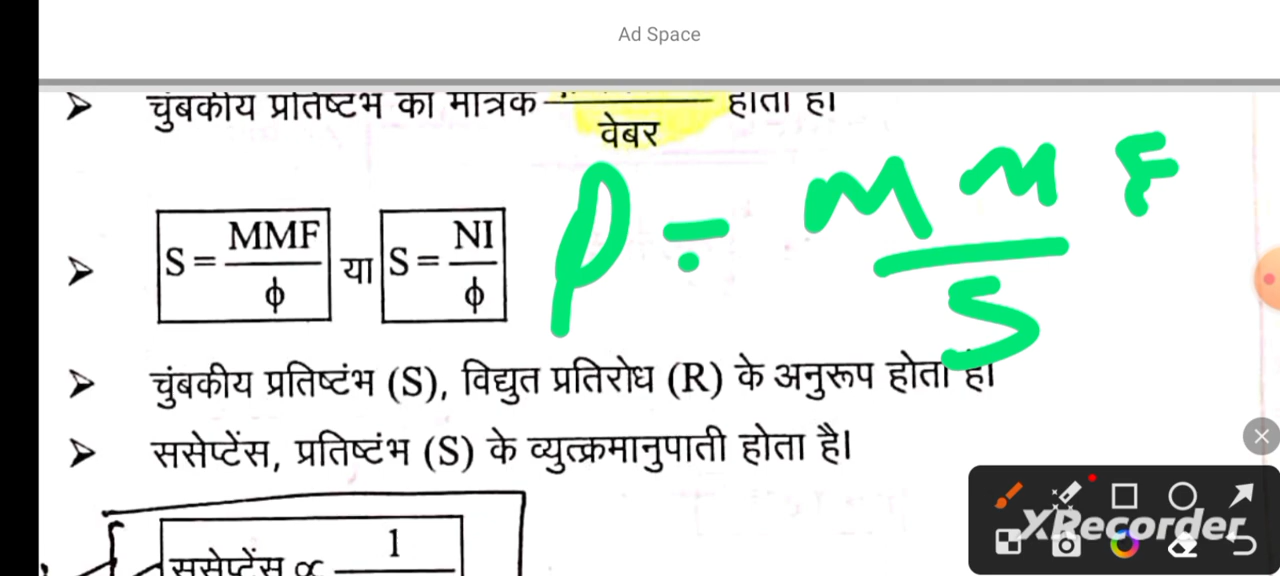 Ad Space
➤ चुंबकीय प्रतिष्टंभ का मात्रक होता है।
वेबर
➤ S = MMF / ϕ या S = NI / ϕ
ϕ = MMF / S
➤ चुंबकीय प्रतिष्टंभ (S), विद्युत प्रतिरोध (R) के अनुरूप होता है।
➤ ससेप्टेंस, प्रतिष्टंभ (S) के व्युत्क्रमानुपाती होता है।
ससेप्टेंस ∝ 1
XRecorder